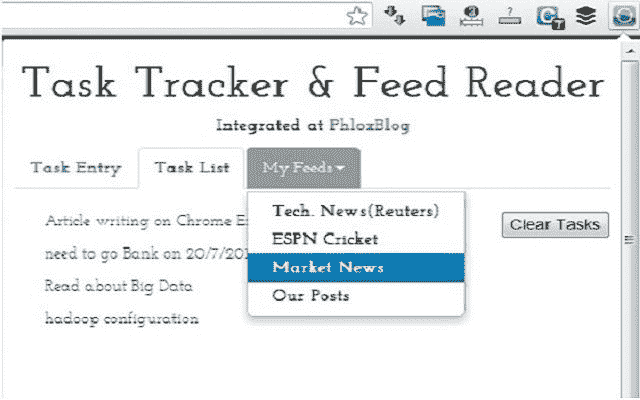 Task Tracker & Feed Reader
Integrated at PhloxBlog
Task Entry Task List My Feeds
Tech. News(Reuters)
Article writing on Chrome E
Clear Tasks
ESPN Cricket
need to go Bank on 20/7/201
Market News
Read about Big Data
Our Posts
hadoop configuration